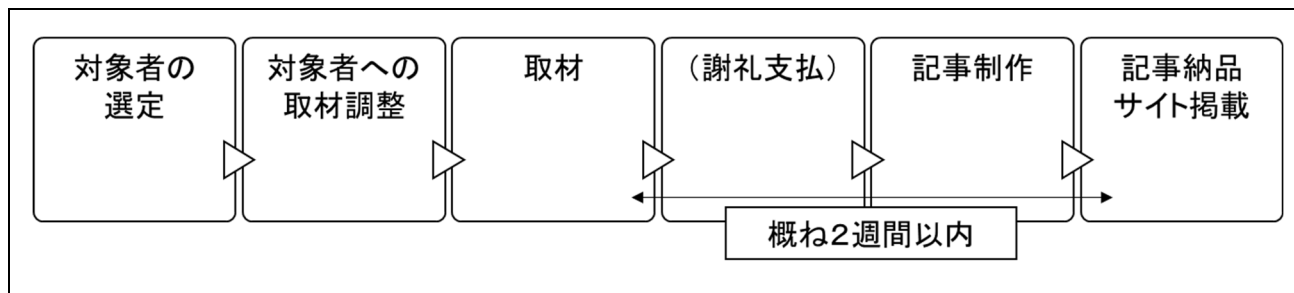 対象者の
選定
対象者への
取材調整
取材
（謝礼支払）
記事制作
記事納品
サイト掲載
概ね２週間以内